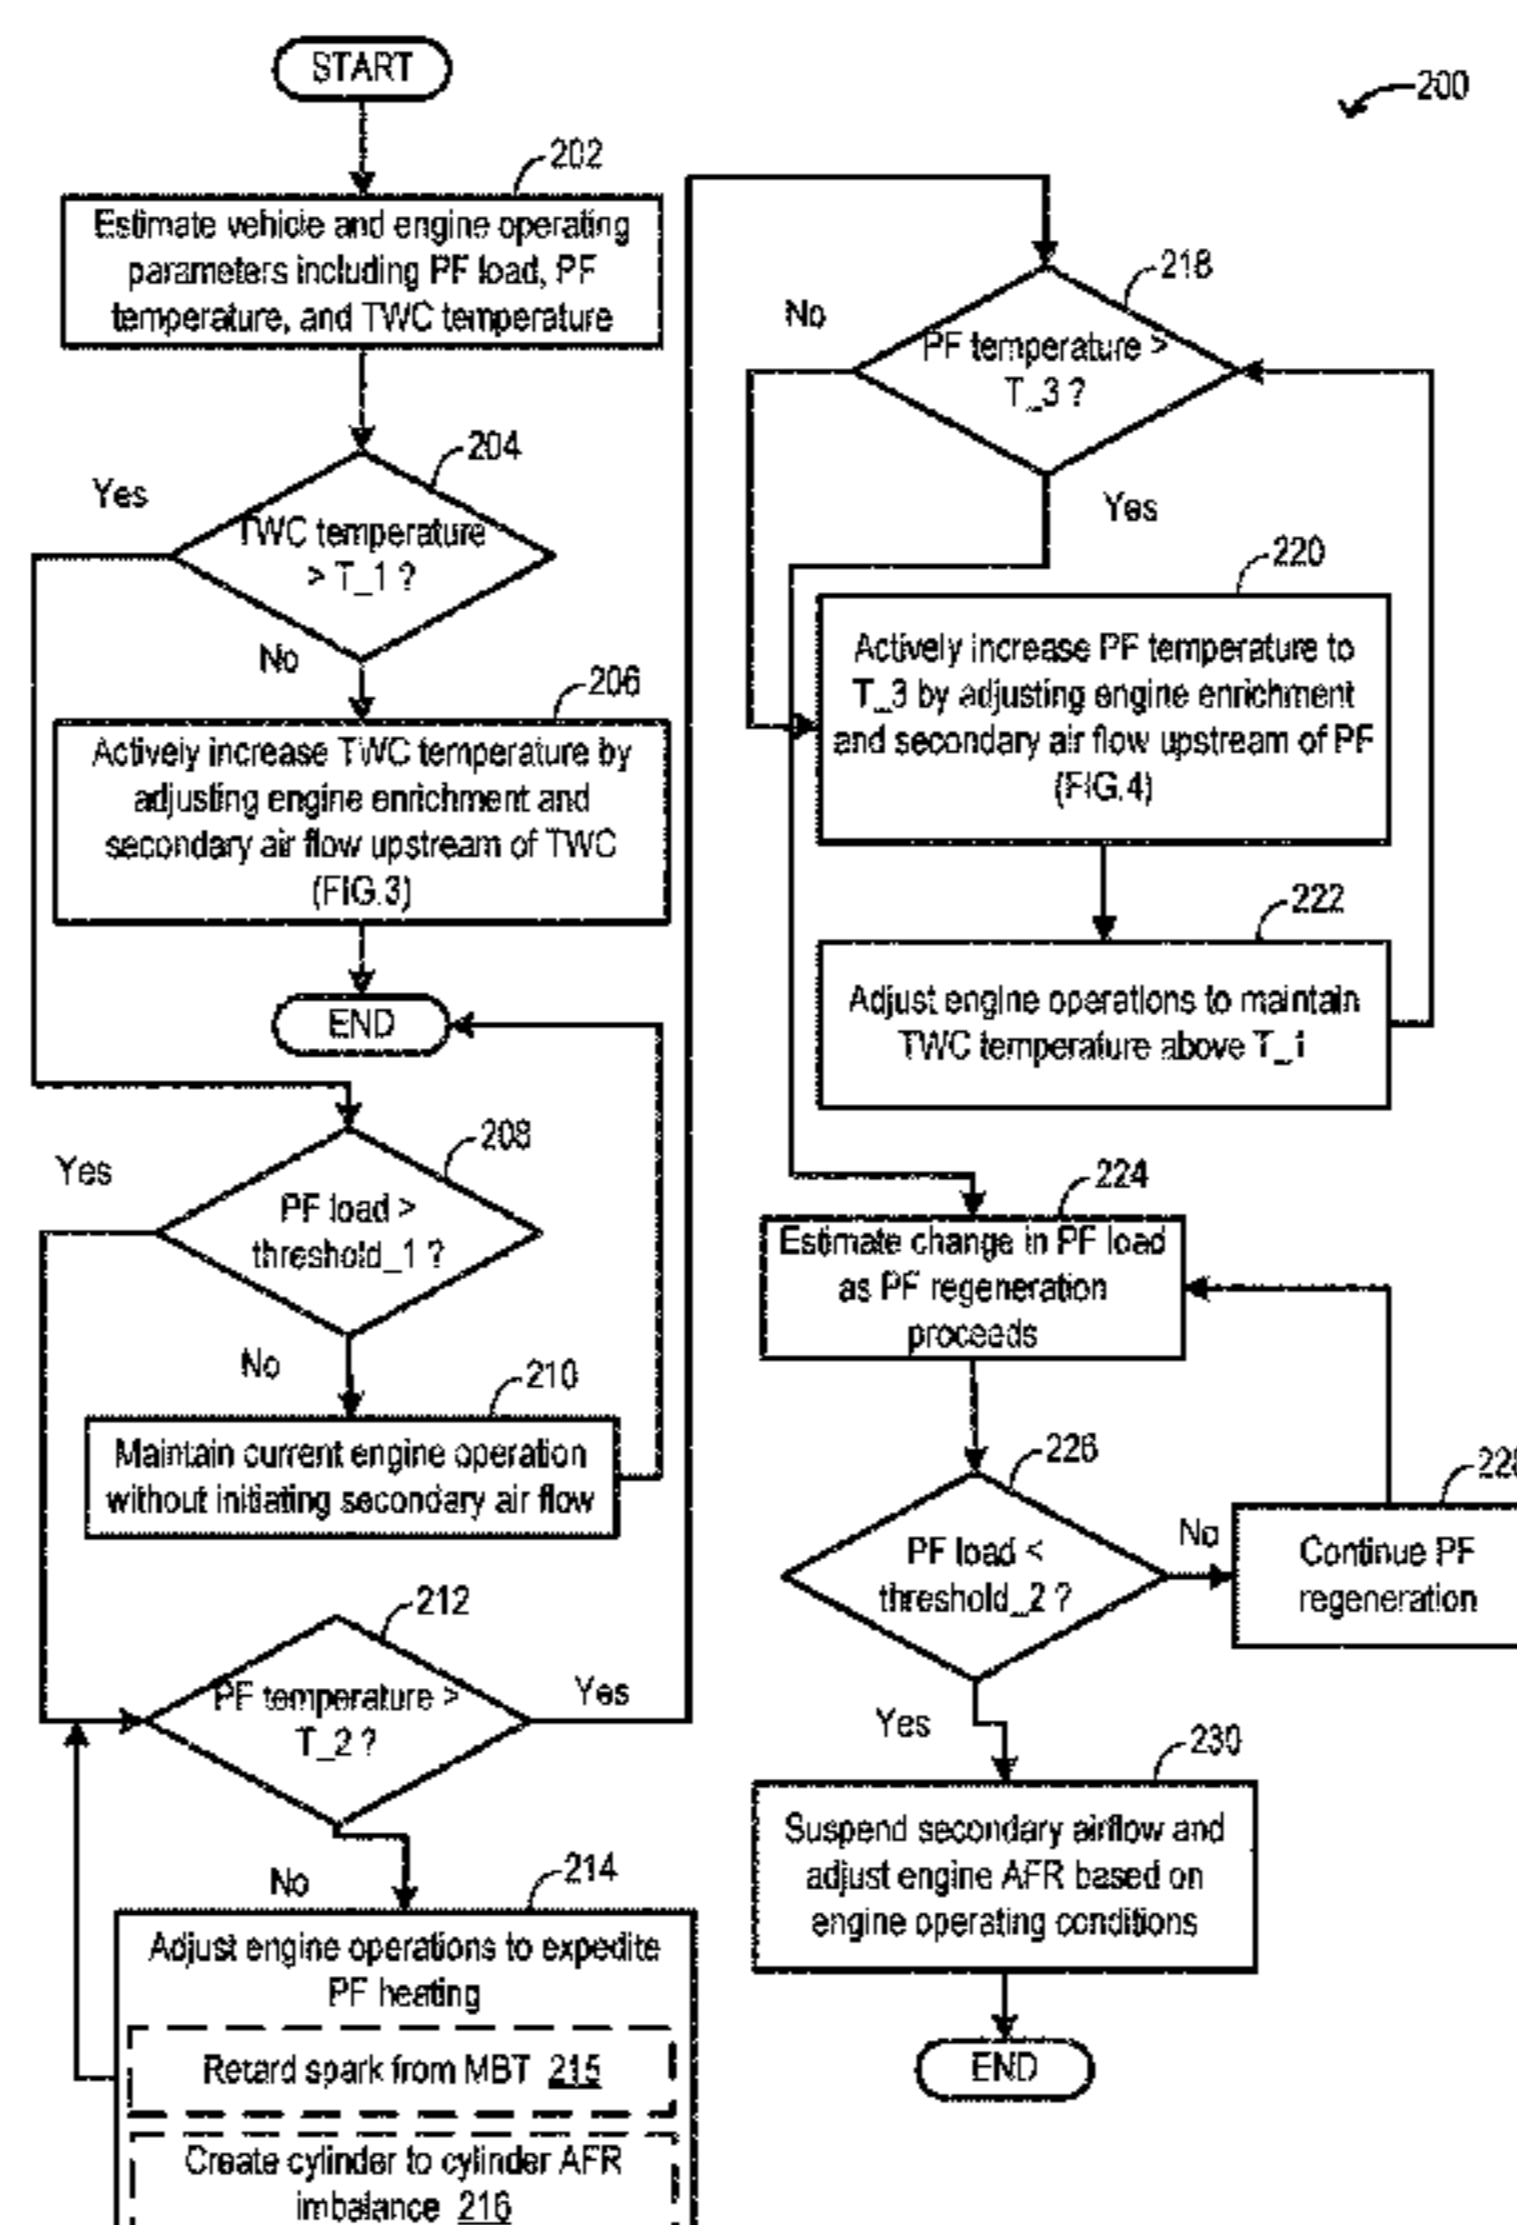 START
200
202
Estimate vehicle and engine operating
parameters including PF load, PF
temperature, and TWC temperature
204
Yes
TWC temperature
> T_1 ?
No
206
Actively increase TWC temperature by
adjusting engine enrichment and
secondary air flow upstream of TWC
(FIG.3)
END
208
Yes
PF load >
threshold_1 ?
No
210
Maintain current engine operation
without initiating secondary air flow
212
PF temperature >
T_2 ?
Yes
No
214
Adjust engine operations to expedite
PF heating
Retard spark from MBT 215
Create cylinder to cylinder AFR
imbalance 216
218
No
PF temperature >
T_3 ?
Yes
220
Actively increase PF temperature to
T_3 by adjusting engine enrichment
and secondary air flow upstream of PF
(FIG.4)
222
Adjust engine operations to maintain
TWC temperature above T_1
224
Estimate change in PF load
as PF regeneration
proceeds
226
PF load <
threshold_2 ?
No
228
Continue PF
regeneration
Yes
230
Suspend secondary airflow and
adjust engine AFR based on
engine operating conditions
END